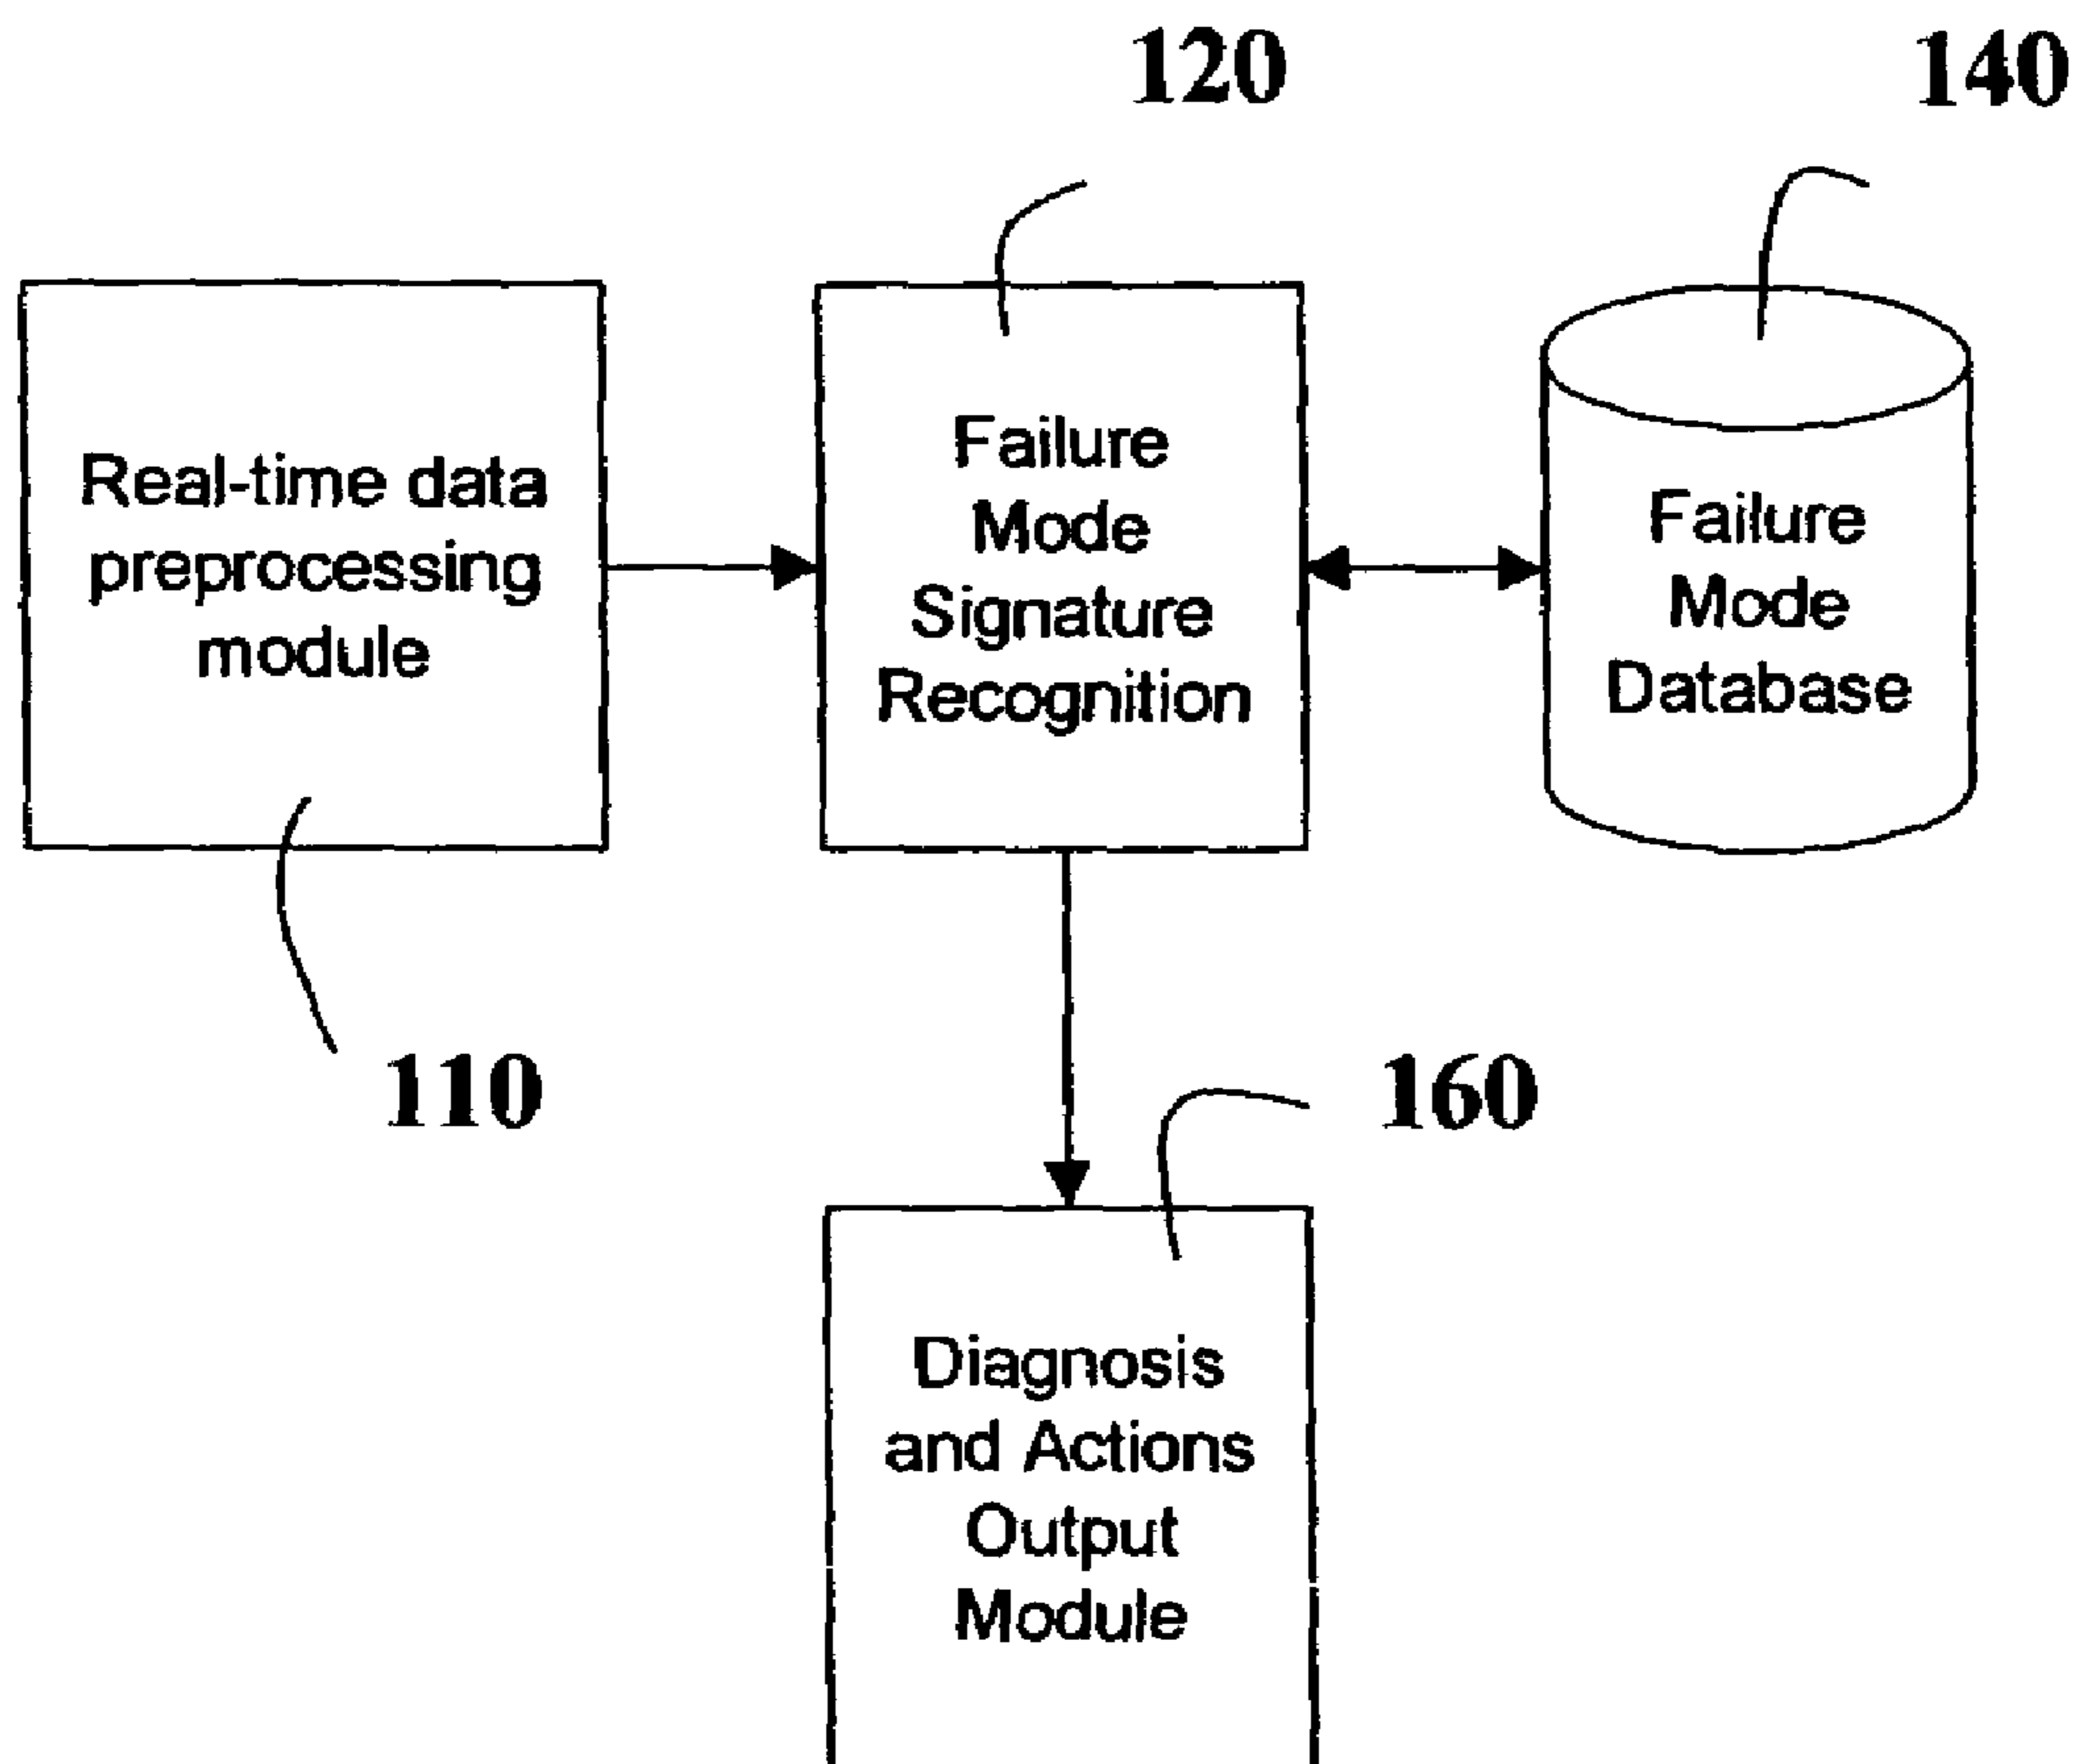 120
140
Real-time data
preprocessing
module
Failure
Mode
Signature
Recognition
Failure
Mode
Database
110
160
Diagnosis
and Actions
Output
Module